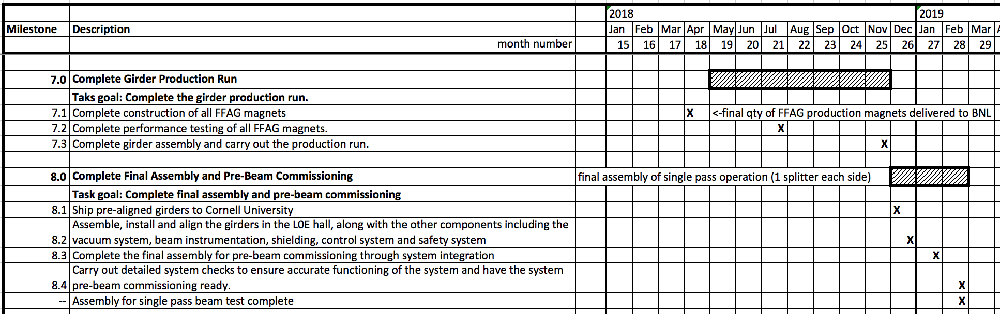 2018 2019
Milestone Description Jan Feb Mar Apr May Jun Jul Aug Sep Oct Nov Dec Jan Feb Mar
month number 15 16 17 18 19 20 21 22 23 24 25 26 27 28 29
7.0 Complete Girder Production Run
Taks goal: Complete the girder production run.
7.1 Complete construction of all FFAG magnets X <-final qty of FFAG production magnets delivered to BNL
7.2 Complete performance testing of all FFAG magnets. X
7.3 Complete girder assembly and carry out the production run. X
8.0 Complete Final Assembly and Pre-Beam Commissioning final assembly of single pass operation (1 splitter each side)
Task goal: Complete final assembly and pre-beam commissioning
8.1 Ship pre-aligned girders to Cornell University X
Assemble, install and align the girders in the L0E hall, along with the other components including the
8.2 vacuum system, beam instrumentation, shielding, control system and safety system X
8.3 Complete the final assembly for pre-beam commissioning through system integration X
Carry out detailed system checks to ensure accurate functioning of the system and have the system
8.4 pre-beam commissioning ready. X
-- Assembly for single pass beam test complete X